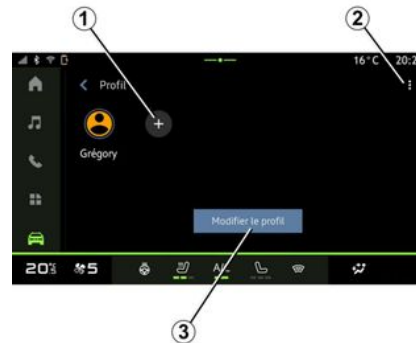 1
2
16°C 20:2
Profil
+
Grégory
Modifier le profil
20°5 5 A/C
3